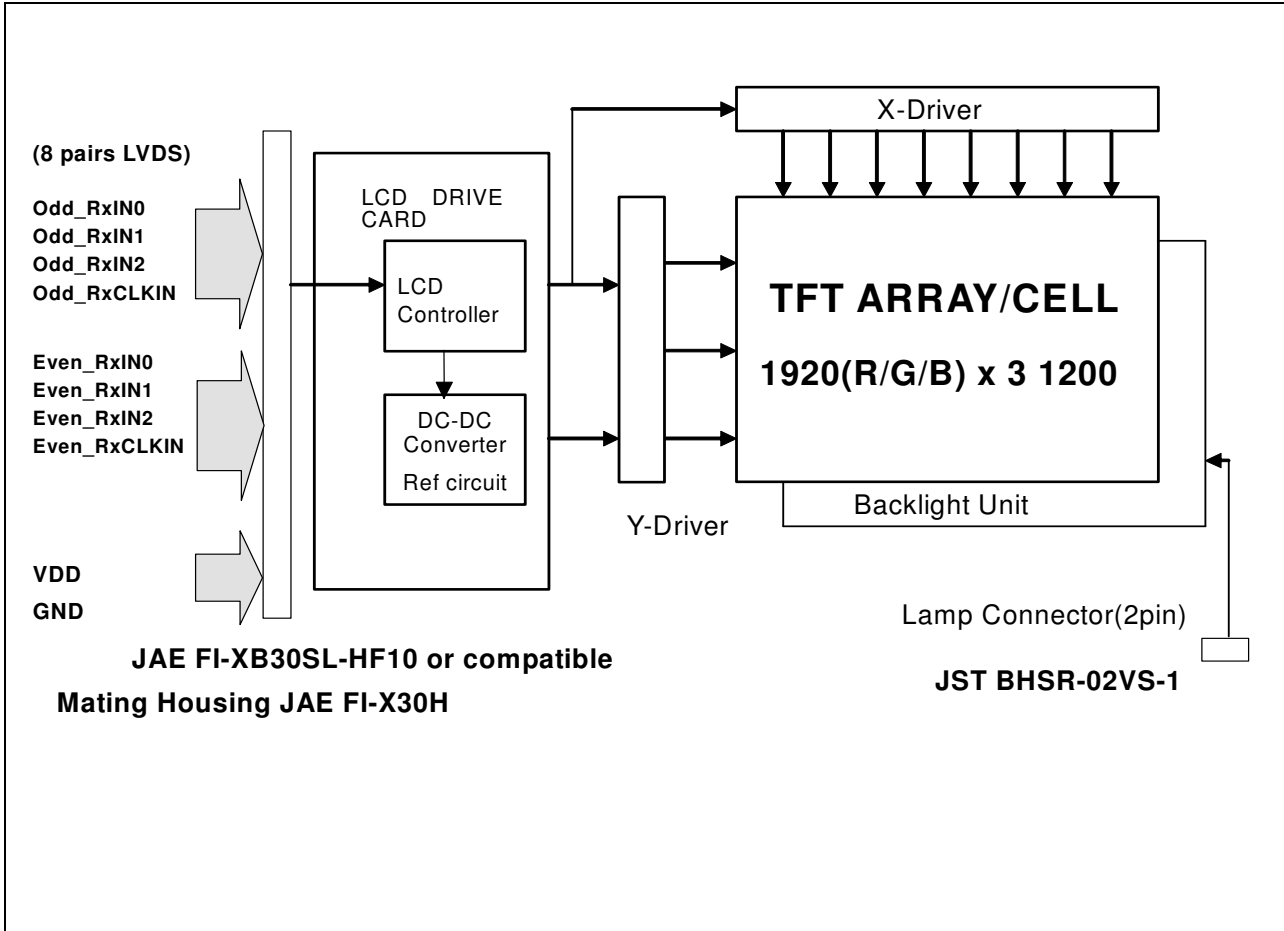 X-Driver
(8 pairs LVDS)
Odd_RxIN0
Odd_RxIN1
Odd_RxIN2
Odd_RxCLKIN
Even_RxIN0
Even_RxIN1
Even_RxIN2
Even_RxCLKIN
VDD
GND
LCD DRIVE
CARD
LCD
Controller
DC-DC
Converter
Ref circuit
Y-Driver
TFT ARRAY/CELL
1920(R/G/B) x 3 1200
Backlight Unit
Lamp Connector(2pin)
JST BHSR-02VS-1
JAE FI-XB30SL-HF10 or compatible
Mating Housing JAE FI-X30H